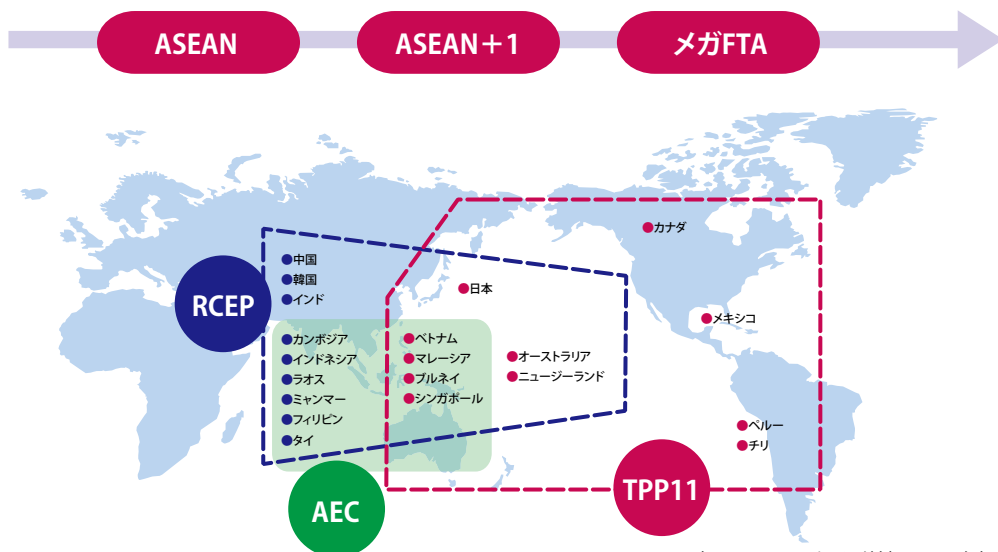 ASEAN
ASEAN＋1
メガFTA
RCEP
●中国
●韓国
●インド
●カンボジア
●インドネシア
●ラオス
●ミャンマー
●フィリピン
●タイ
●ベトナム
●マレーシア
●ブルネイ
●シンガポール
●日本
●オーストラリア
●ニュージーランド
●カナダ
●メキシコ
●ペルー
●チリ
AEC
TPP11